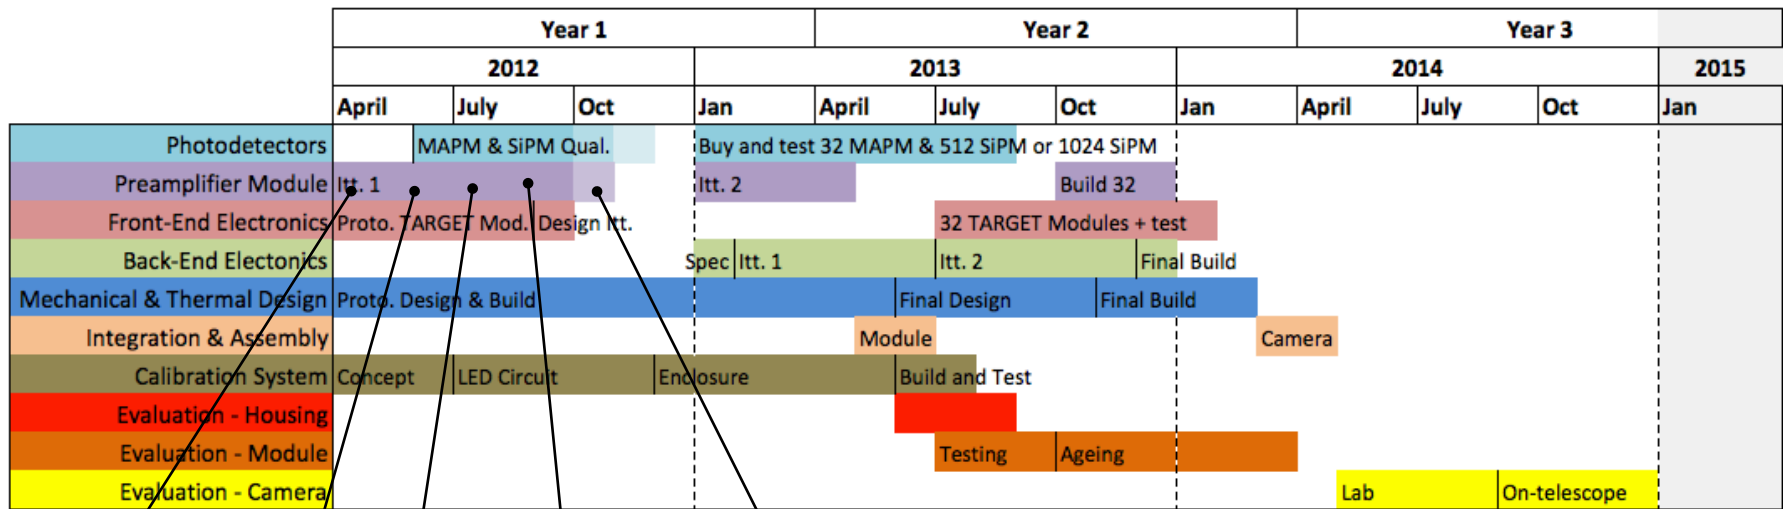 Year 1 Year 2 Year 3
2012 2013 2014 2015
April July Oct Jan April July Oct Jan April July Oct Jan
Photodetectors MAPM & SiPM Qual. Buy and test 32 MAPM & 512 SiPM or 1024 SiPM
Preamplifier Module Itt. 1 Itt. 2 Build 32
Front-End Electronics Proto. TARGET Mod. Design Itt. 32 TARGET Modules + test
Back-End Electonics Spec Itt. 1 Itt. 2 Final Build
Mechanical & Thermal Design Proto. Design & Build Final Design Final Build
Integration & Assembly Module Camera
Calibration System Concept LED Circuit Enclosure Build and Test
Evaluation - Housing
Evaluation - Module Testing Ageing
Evaluation - Camera Lab On-telescope